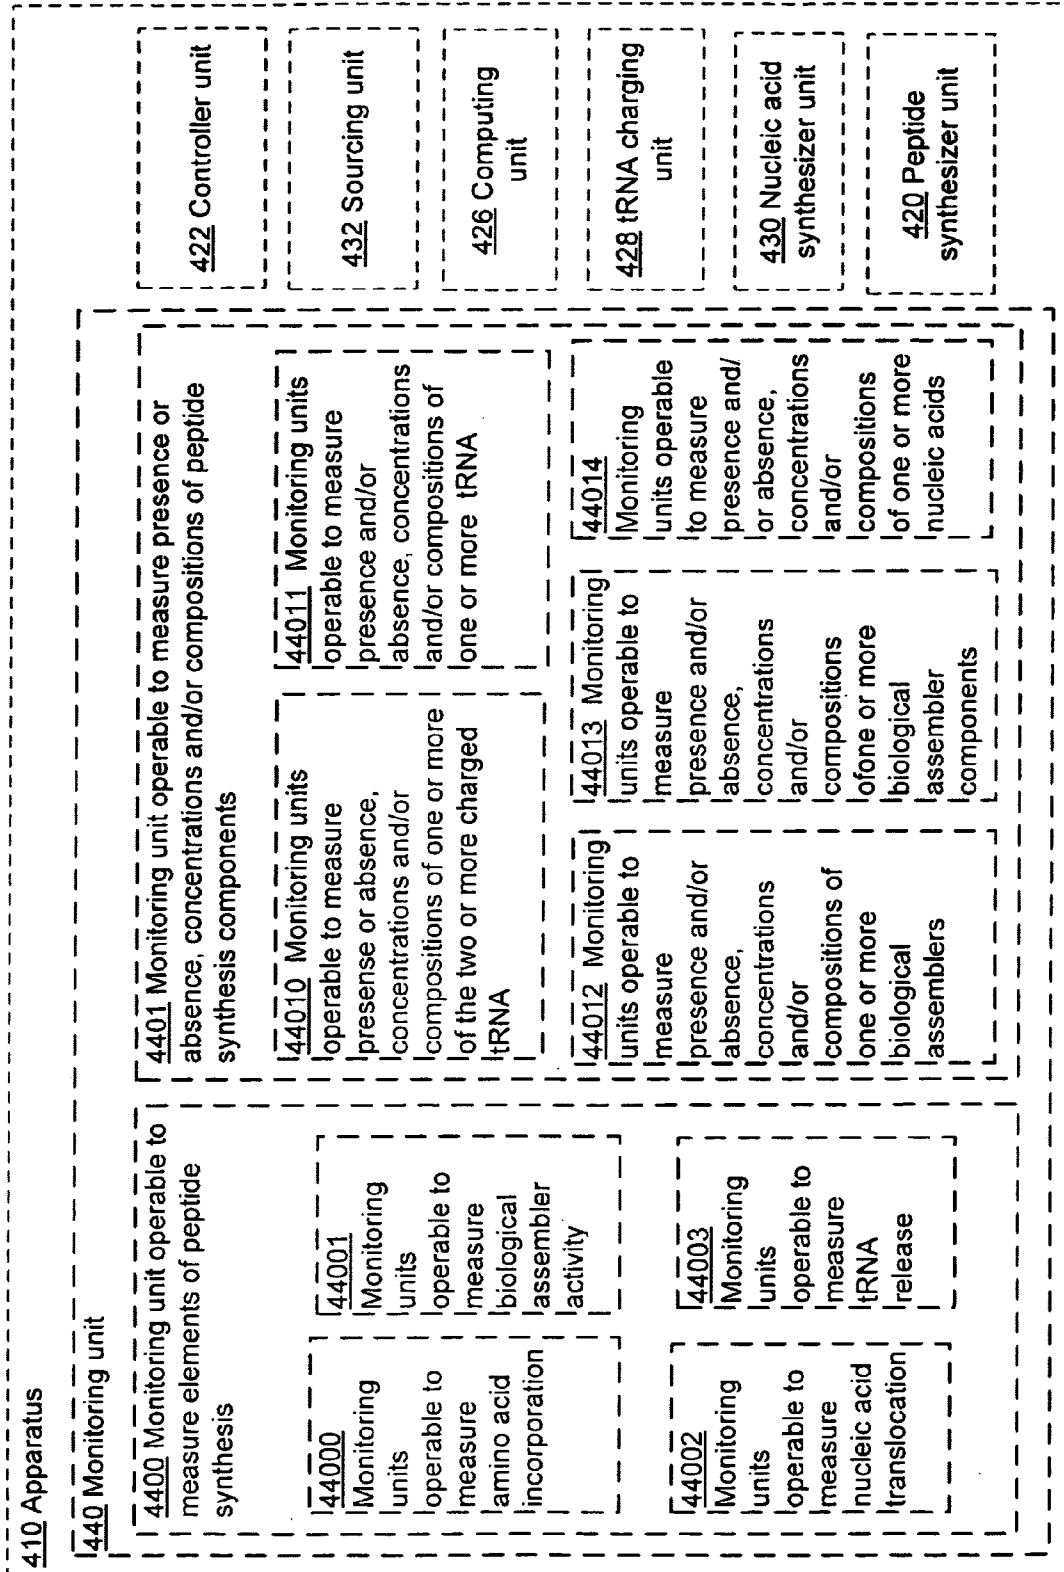 410 Apparatus
440 Monitoring unit
4400 Monitoring unit operable to
measure elements of peptide
synthesis
44000
Monitoring
units
operable to
measure
amino acid
incorporation
44001
Monitoring
units
operable to
measure
biological
assembler
activity
44002
Monitoring
units
operable to
measure
nucleic acid
translocation
44003
Monitoring
units
operable to
measure
tRNA
release
4401 Monitoring unit operable to measure presence or
absence, concentrations and/or compositions of peptide
synthesis components
44010 Monitoring units
operable to measure
presense or absence,
concentrations and/or
compositions of one or more
of the two or more charged
tRNA
44011 Monitoring units
operable to measure
presence and/or
absence, concentrations
and/or compositions of
one or more tRNA
44012 Monitoring
units operable to
measure
presence and/or
absence,
concentrations
and/or
compositions of
one or more
biological
assemblers
44013 Monitoring
units operable to
measure
presence and/or
absence,
concentrations
and/or
compositions
ofone or more
biological
assembler
components
44014
Monitoring
units operable
to measure
presence and/
or absence,
concentrations
and/or
compositions
of one or more
nucleic acids
422 Controller unit
432 Sourcing unit
426 Computing
unit
428 tRNA charging
unit
430 Nucleic acid
synthesizer unit
420 Peptide
synthesizer unit